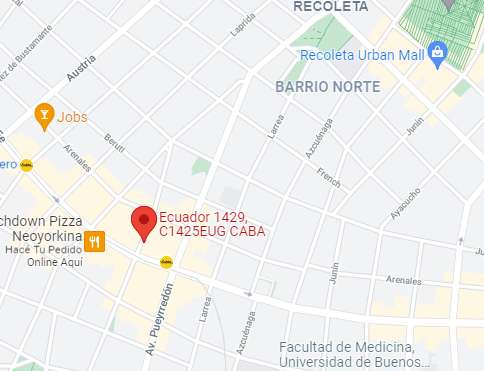 RECOLETA
Laprida
ez de Bustamante
Recoleta Urban Mall
Austria
BARRIO NORTE
Jobs
Larrea
Azcuénaga
Junín
Beruti
ero
Arenales
French
Ayacucho
chdown Pizza
Neoyorkina
Hacé Tu Pedido
Online Aquí
Ecuador 1429,
C1425EUG CABA
Junín
Arenales
Av. Pueyrredón
Larrea
Azcuénaga
Facultad de Medicina,
Universidad de Buenos...